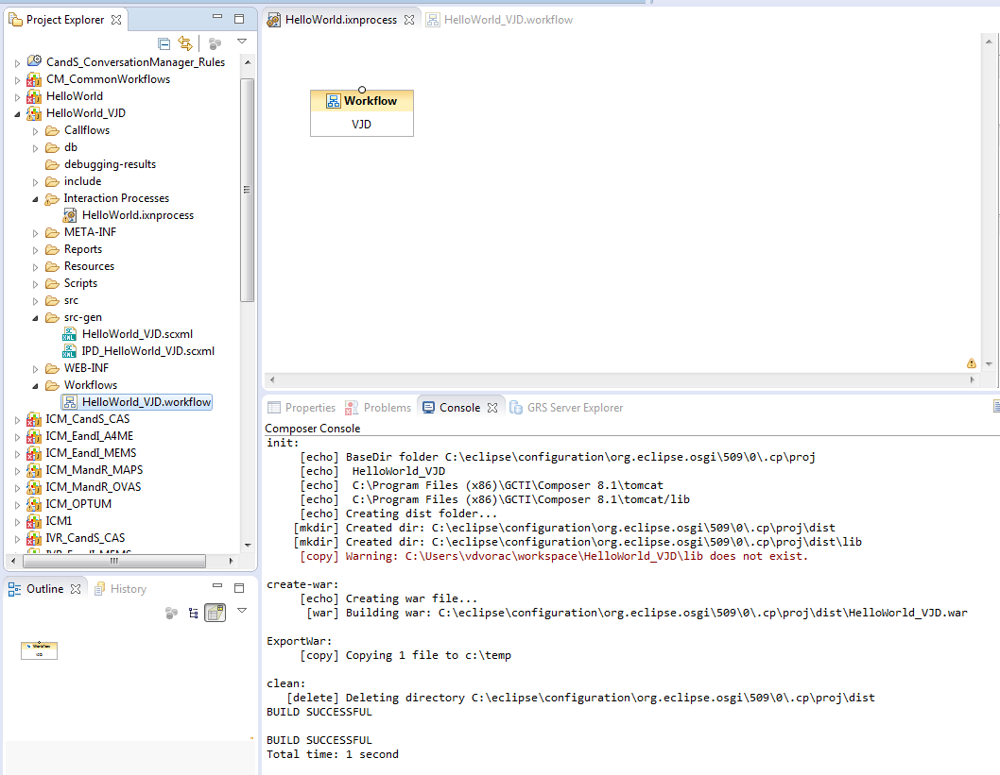 Project Explorer
CandS_ConversationManager_Rules
CM_CommonWorkflows
HelloWorld
HelloWorld_VJD
Callflows
db
debugging-results
include
Interaction Processes
HelloWorld.ixnprocess
META-INF
Reports
Resources
Scripts
src
src-gen
HelloWorld_VJD.scxml
IPD_HelloWorld_VJD.scxml
WEB-INF
Workflows
HelloWorld_VJD.workflow
ICM_CandS_CAS
ICM_EandI_A4ME
ICM_EandI_MEMS
ICM_MandR_MAPS
ICM_MandR_OVAS
ICM_OPTUM
ICM1
IVR_CandS_CAS
IVR_EandI_MEMS
Outline History
Workflow
VJD
HelloWorld.ixnprocess HelloWorld_VJD.workflow
Workflow
VJD
Properties Problems Console GRS Server Explorer
Composer Console
init:
[echo] BaseDir folder C:\eclipse\configuration\org.eclipse.osgi\509\0\.cp\proj
[echo] HelloWorld_VJD
[echo] C:\Program Files (x86)\GCTI\Composer 8.1\tomcat
[echo] C:\Program Files (x86)\GCTI\Composer 8.1\tomcat/lib
[echo] Creating dist folder...
[mkdir] Created dir: C:\eclipse\configuration\org.eclipse.osgi\509\0\.cp\proj\dist
[mkdir] Created dir: C:\eclipse\configuration\org.eclipse.osgi\509\0\.cp\proj\dist\lib
[copy] Warning: C:\Users\vdvorac\workspace\HelloWorld_VJD\lib does not exist.
create-war:
[echo] Creating war file...
[war] Building war: C:\eclipse\configuration\org.eclipse.osgi\509\0\.cp\proj\dist\HelloWorld_VJD.war
ExportWar:
[copy] Copying 1 file to c:\temp
clean:
[delete] Deleting directory C:\eclipse\configuration\org.eclipse.osgi\509\0\.cp\proj\dist
BUILD SUCCESSFUL
BUILD SUCCESSFUL
Total time: 1 second